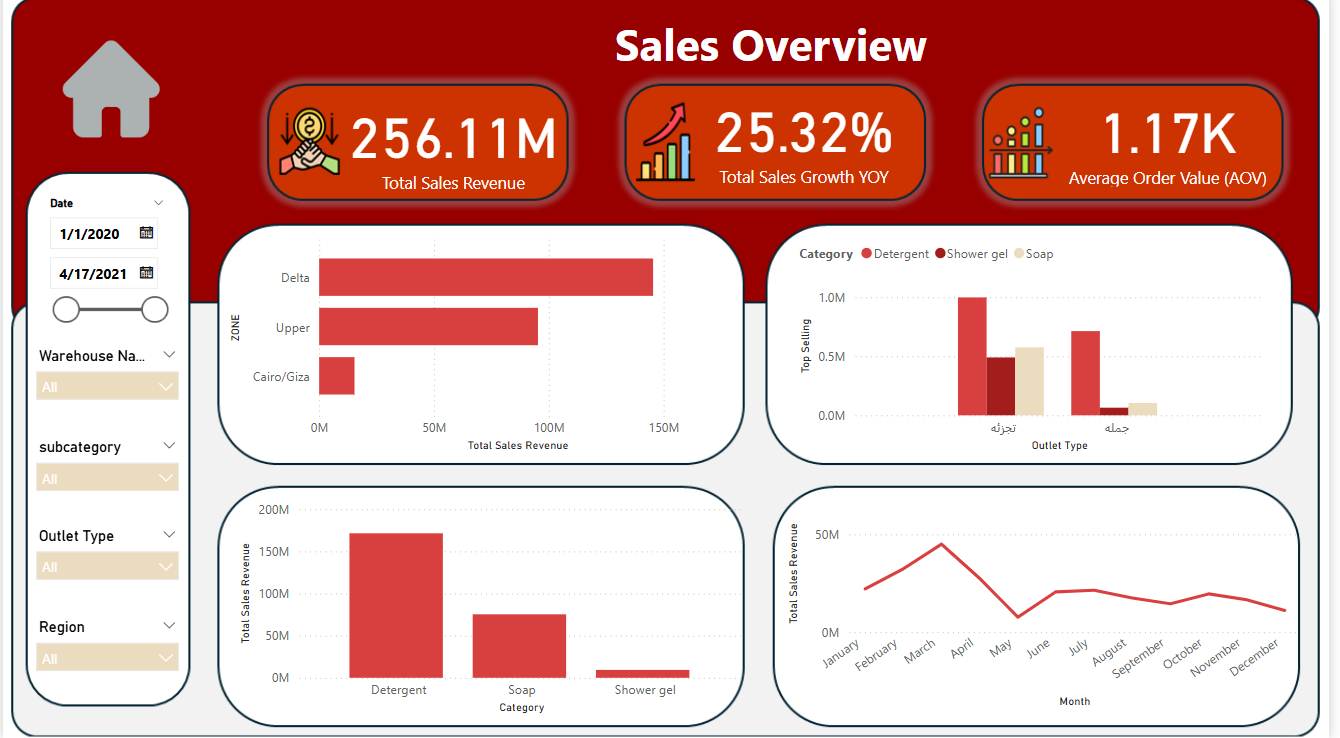 Sales Overview
256.11M
Total Sales Revenue
25.32%
Total Sales Growth YOY
1.17K
Average Order Value (AOV)
Date
1/1/2020
4/17/2021
Warehouse Na...
All
subcategory
All
Outlet Type
All
Region
All
ZONE
Delta
Upper
Cairo/Giza
0M 50M 100M 150M
Total Sales Revenue
Category Detergent Shower gel Soap
Top Selling
1.0M
0.5M
0.0M
تجزئه جمله
Outlet Type
Total Sales Revenue
200M
150M
100M
50M
0M
Detergent Soap Shower gel
Category
Total Sales Revenue
50M
0M
January February March April May June July August September October November December
Month